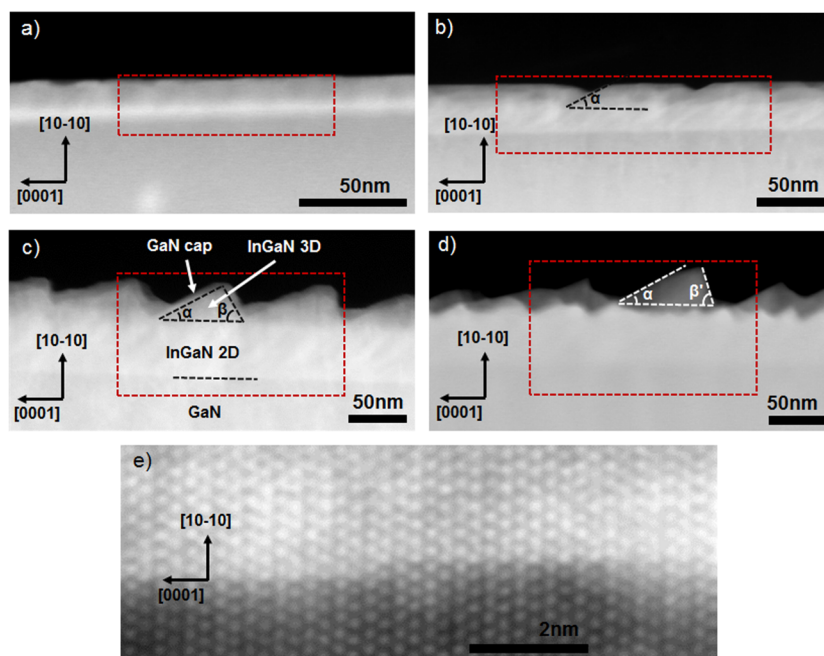 a)
[10-10]
[0001]
50nm
b)
α
[10-10]
[0001]
50nm
c)
GaN cap
InGaN 3D
α
β
[10-10]
InGaN 2D
[0001]
GaN
50nm
d)
α
β'
[10-10]
[0001]
50nm
e)
[10-10]
[0001]
2nm